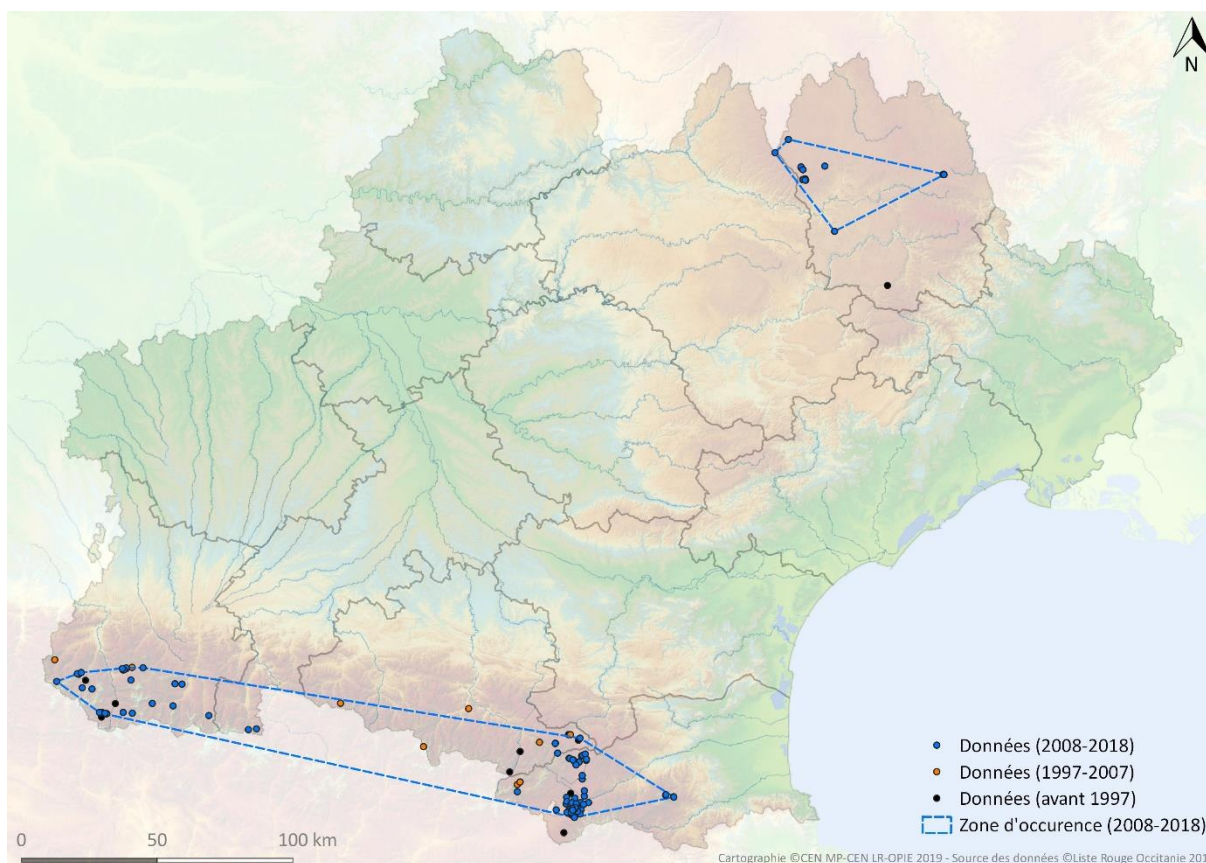 N
Données (2008-2018)
Données (1997-2007)
Données (avant 1997)
Zone d'occurence (2008-2018)
0 50 100 km
Cartographie ©CEN MP-CEN LR-OPIE 2019 - Source des données ©Liste Rouge Occitanie 201